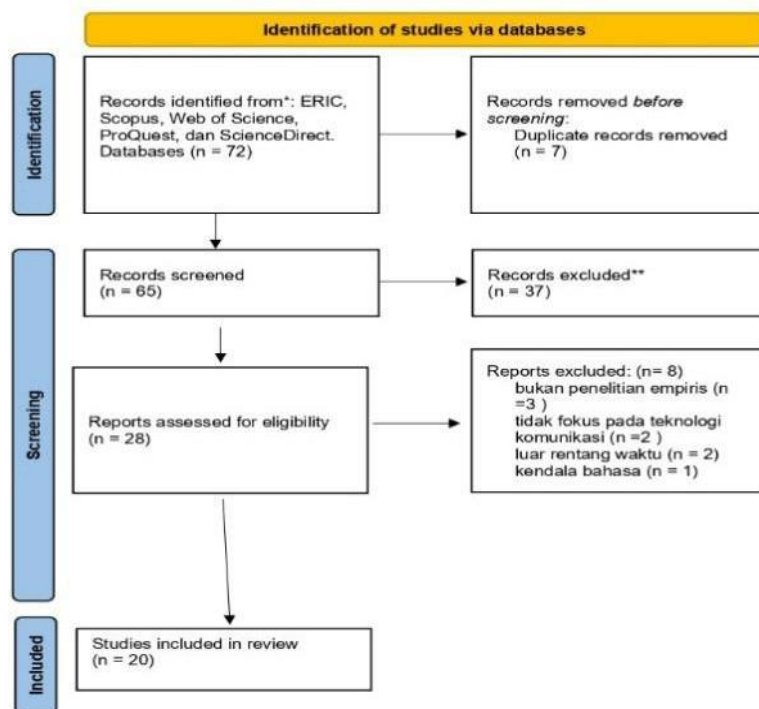 Identification of studies via databases
Identification
Records identified from*: ERIC,
Scopus, Web of Science,
ProQuest, dan ScienceDirect.
Databases (n = 72)
Records removed before
screening:
Duplicate records removed
(n = 7)
Screening
Records screened
(n = 65)
Records excluded**
(n = 37)
Reports assessed for eligibility
(n = 28)
Reports excluded: (n= 8)
bukan penelitian empiris (n
=3 )
tidak fokus pada teknologi
komunikasi (n =2 )
luar rentang waktu (n = 2)
kendala bahasa (n = 1)
Included
Studies included in review
(n = 20)